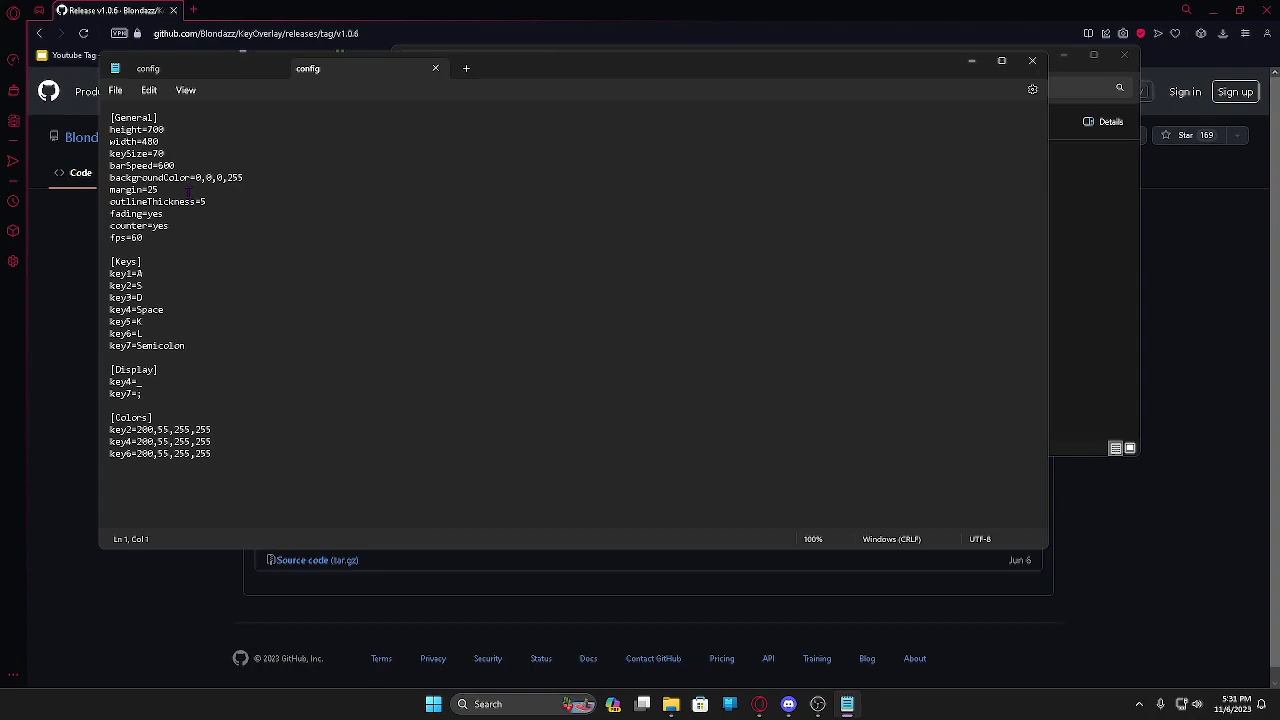 Release v1.0.6 · Blondazz/K
VPN
github.com/Blondazz/KeyOverlay/releases/tag/v1.0.6
Youtube Tag
Prod
Sign in
Sign up
Details
Blond
Star 169
Code
config
config
File
Edit
View
[General]
height=700
width=480
keySize=70
barSpeed=600
backgroundColor=0,0,0,255
margin=25
outlineThickness=5
fading=yes
counter=yes
fps=60
[Keys]
key1=A
key2=S
key3=D
key4=Space
key5=K
key6=L
key7=Semicolon
[Display]
key4=_
key7=;
[Colors]
key2=200,55,255,255
key4=200,55,255,255
key6=200,55,255,255
Ln 1, Col 1
100%
Windows (CRLF)
UTF-8
Source code (tar.gz)
Jun 6
© 2023 GitHub, Inc.
Terms
Privacy
Security
Status
Docs
Contact GitHub
Pricing
API
Training
Blog
About
Search
5:31 PM
11/6/2023